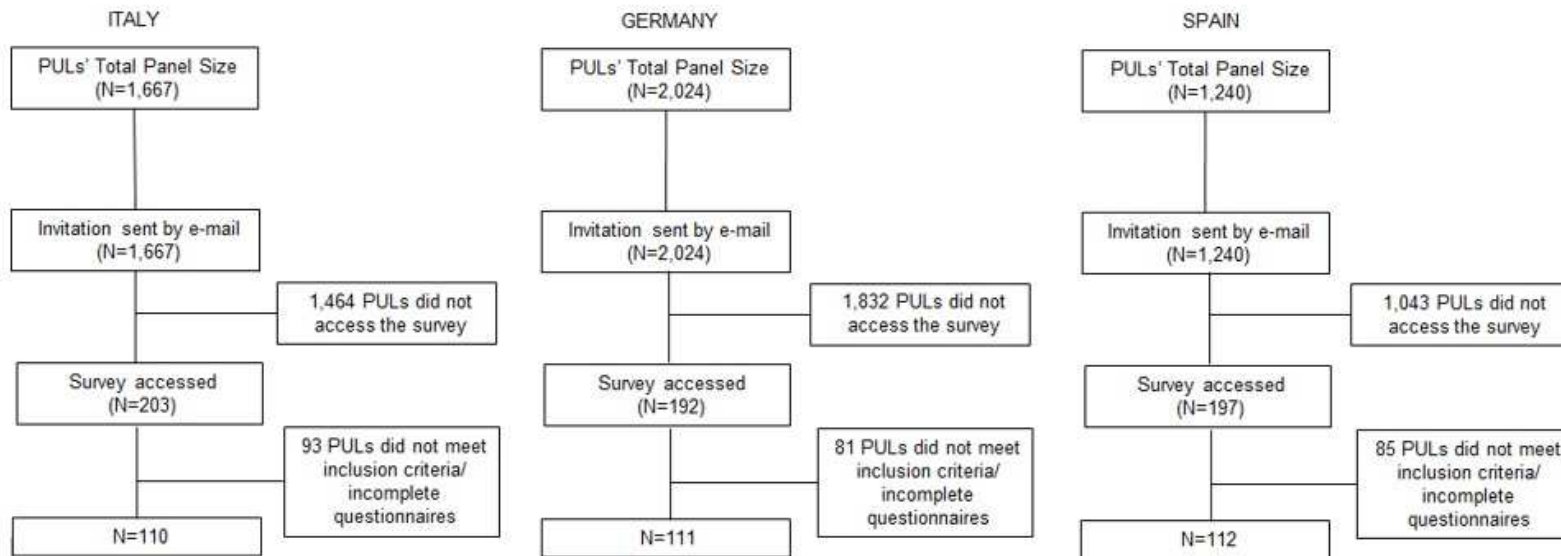 ITALY
PULs' Total Panel Size
(N=1,667)
Invitation sent by e-mail
(N=1,667)
1,464 PULs did not
access the survey
Survey accessed
(N=203)
93 PULs did not meet
inclusion criteria/
incomplete
questionnaires
N=110
GERMANY
PULs' Total Panel Size
(N=2,024)
Invitation sent by e-mail
(N=2,024)
1,832 PULs did not
access the survey
Survey accessed
(N=192)
81 PULs did not meet
inclusion criteria/
incomplete
questionnaires
N=111
SPAIN
PULs' Total Panel Size
(N=1,240)
Invitation sent by e-mail
(N=1,240)
1,043 PULs did not
access the survey
Survey accessed
(N=197)
85 PULs did not meet
inclusion criteria/
incomplete
questionnaires
N=112